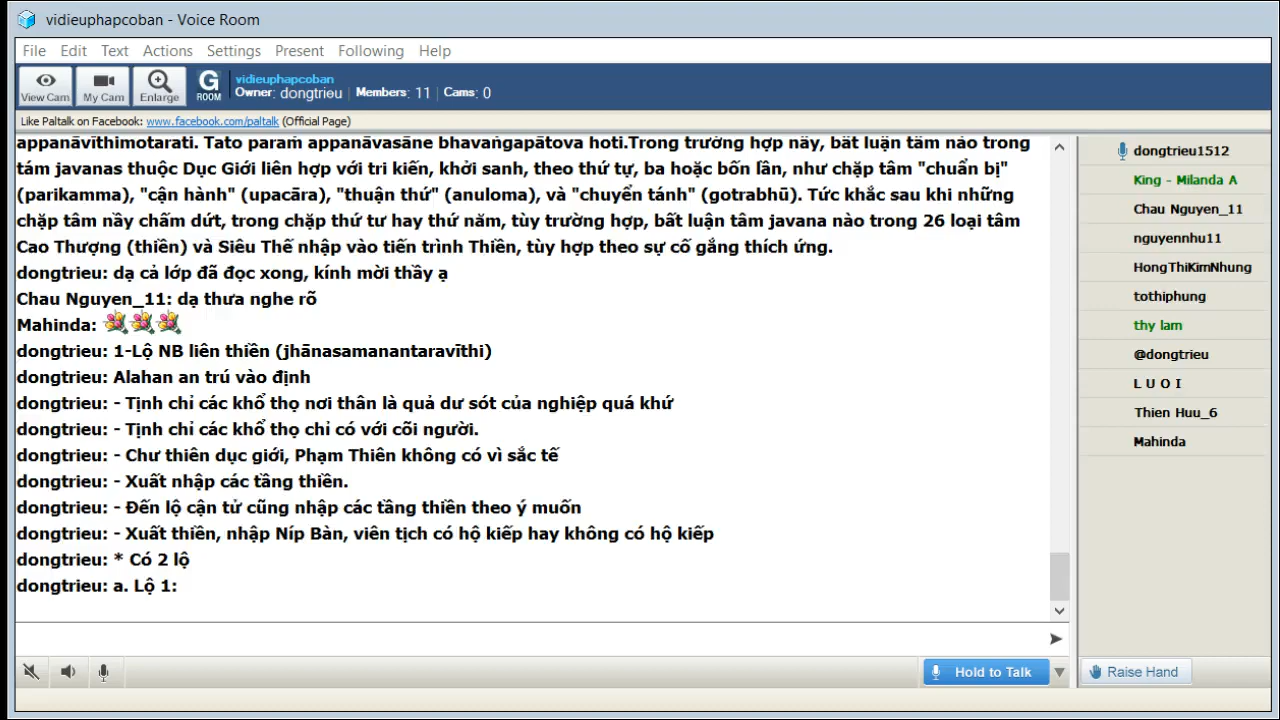 vidieuphapcoban - Voice Room
File Edit Text Actions Settings Present Following Help
View Cam My Cam Enlarge G ROOM vidieuphapcoban
Owner: dongtrieu Members: 11 Cams: 0
Like Paltalk on Facebook: www.facebook.com/paltalk (Official Page)
appanāvīthimotarati. Tato paraṁ appanāvasāne bhavaṅgapātova hoti.Trong trường hợp nầy, bất luận tâm nào trong
tám javanas thuộc Dục Giới liên hợp với tri kiến, khởi sanh, theo thứ tự, ba hoặc bốn lần, như chặp tâm "chuẩn bị"
(parikamma), "cận hành" (upacāra), "thuận thứ" (anuloma), và "chuyển tánh" (gotrabhū). Tức khắc sau khi những
chặp tâm nầy chấm dứt, trong chặp thứ tư hay thứ năm, tùy trường hợp, bất luận tâm javana nào trong 26 loại tâm
Cao Thượng (thiền) và Siêu Thế nhập vào tiến trình Thiền, tùy hợp theo sự cố gắng thích ứng.
dongtrieu: dạ cả lớp đã đọc xong, kính mời thầy ạ
Chau Nguyen_11: dạ thưa nghe rõ
Mahinda:
dongtrieu: 1-Lộ NB liên thiền (jhānasamanantaravīthi)
dongtrieu: Alahan an trú vào định
dongtrieu: - Tịnh chỉ các khổ thọ nơi thân là quả dư sót của nghiệp quá khứ
dongtrieu: - Tịnh chỉ các khổ thọ chỉ có với cõi người.
dongtrieu: - Chư thiên dục giới, Phạm Thiên không có vì sắc tế
dongtrieu: - Xuất nhập các tầng thiền.
dongtrieu: - Đến lộ cận tử cũng nhập các tầng thiền theo ý muốn
dongtrieu: - Xuất thiền, nhập Níp Bàn, viên tịch có hộ kiếp hay không có hộ kiếp
dongtrieu: * Có 2 lộ
dongtrieu: a. Lộ 1:
dongtrieu1512
King - Milanda A
Chau Nguyen_11
nguyennhu11
HongThiKimNhung
tothiphung
thy lam
@dongtrieu
L U O I
Thien Huu_6
Mahinda
Hold to Talk
Raise Hand